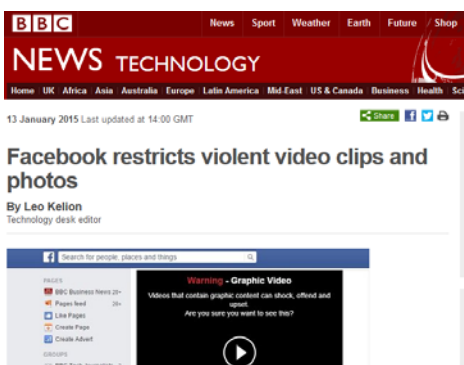 BBC
News Sport Weather Earth Future Shop
NEWS TECHNOLOGY
Home UK Africa Asia Australia Europe Latin America Mid-East US & Canada Business Health Sci
13 January 2015 Last updated at 14:00 GMT
Share
Facebook restricts violent video clips and
photos
By Leo Kelion
Technology desk editor
Search for people, places and things
PAGES
BBC Business News 20+
Pages feed 20+
Like Pages
Create Page
Create Advert
GROUPS
Warning - Graphic Video
Videos that contain graphic content can shock, offend and
upset.
Are you sure you want to see this?